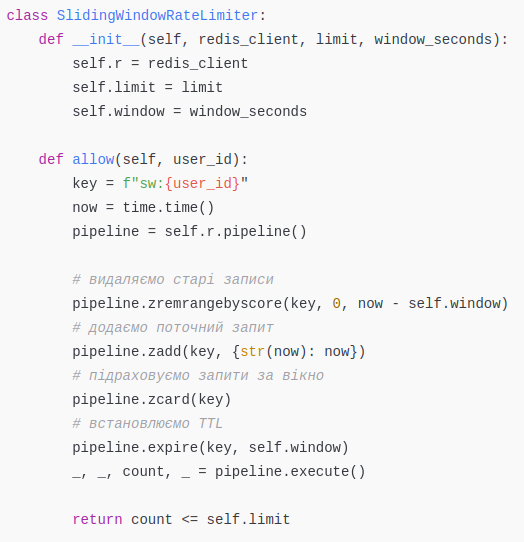 class SlidingWindowRateLimiter:
    def __init__(self, redis_client, limit, window_seconds):
        self.r = redis_client
        self.limit = limit
        self.window = window_seconds

    def allow(self, user_id):
        key = f"sw:{user_id}"
        now = time.time()
        pipeline = self.r.pipeline()

        # видаляємо старі записи
        pipeline.zremrangebyscore(key, 0, now - self.window)
        # додаємо поточний запит
        pipeline.zadd(key, {str(now): now})
        # підраховуємо запити за вікно
        pipeline.zcard(key)
        # встановлюємо TTL
        pipeline.expire(key, self.window)
        _, _, count, _ = pipeline.execute()

        return count <= self.limit